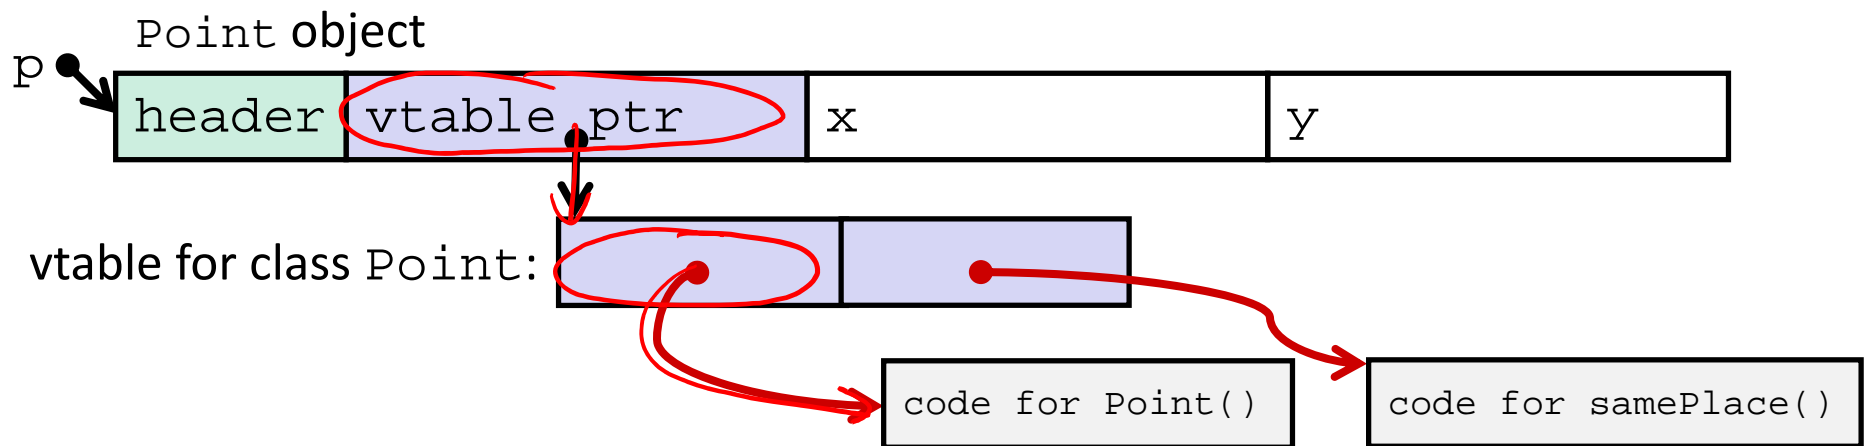 Point object
p
header vtable ptr x y
vtable for class Point:
code for Point() code for samePlace()